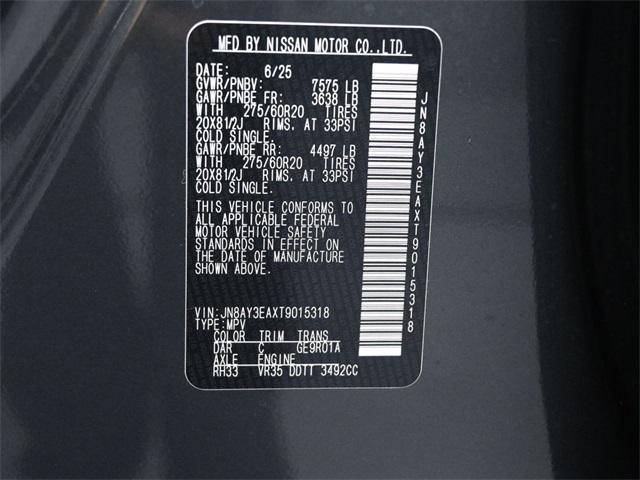 MFD BY NISSAN MOTOR CO.,LTD.
DATE: 6/25
GVWR/PNBV: 7575 LB
GAWR/PNBE FR: 3638 LB
WITH 275/60R20 TIRES
20X81/2J RIMS. AT 33PSI
COLD SINGLE.
GAWR/PNBE RR: 4497 LB
WITH 275/60R20 TIRES
20X81/2J RIMS. AT 33PSI
COLD SINGLE.
THIS VEHICLE CONFORMS TO
ALL APPLICABLE FEDERAL
MOTOR VEHICLE SAFETY
STANDARDS IN EFFECT ON
THE DATE OF MANUFACTURE
SHOWN ABOVE.
VIN:JN8AY3EAXT9015318
TYPE:MPV
COLOR TRIM TRANS
DAR C GE9R01A
AXLE ENGINE
RH33 VR35 DDTT 3492CC
JN8AY3EAXT9015318